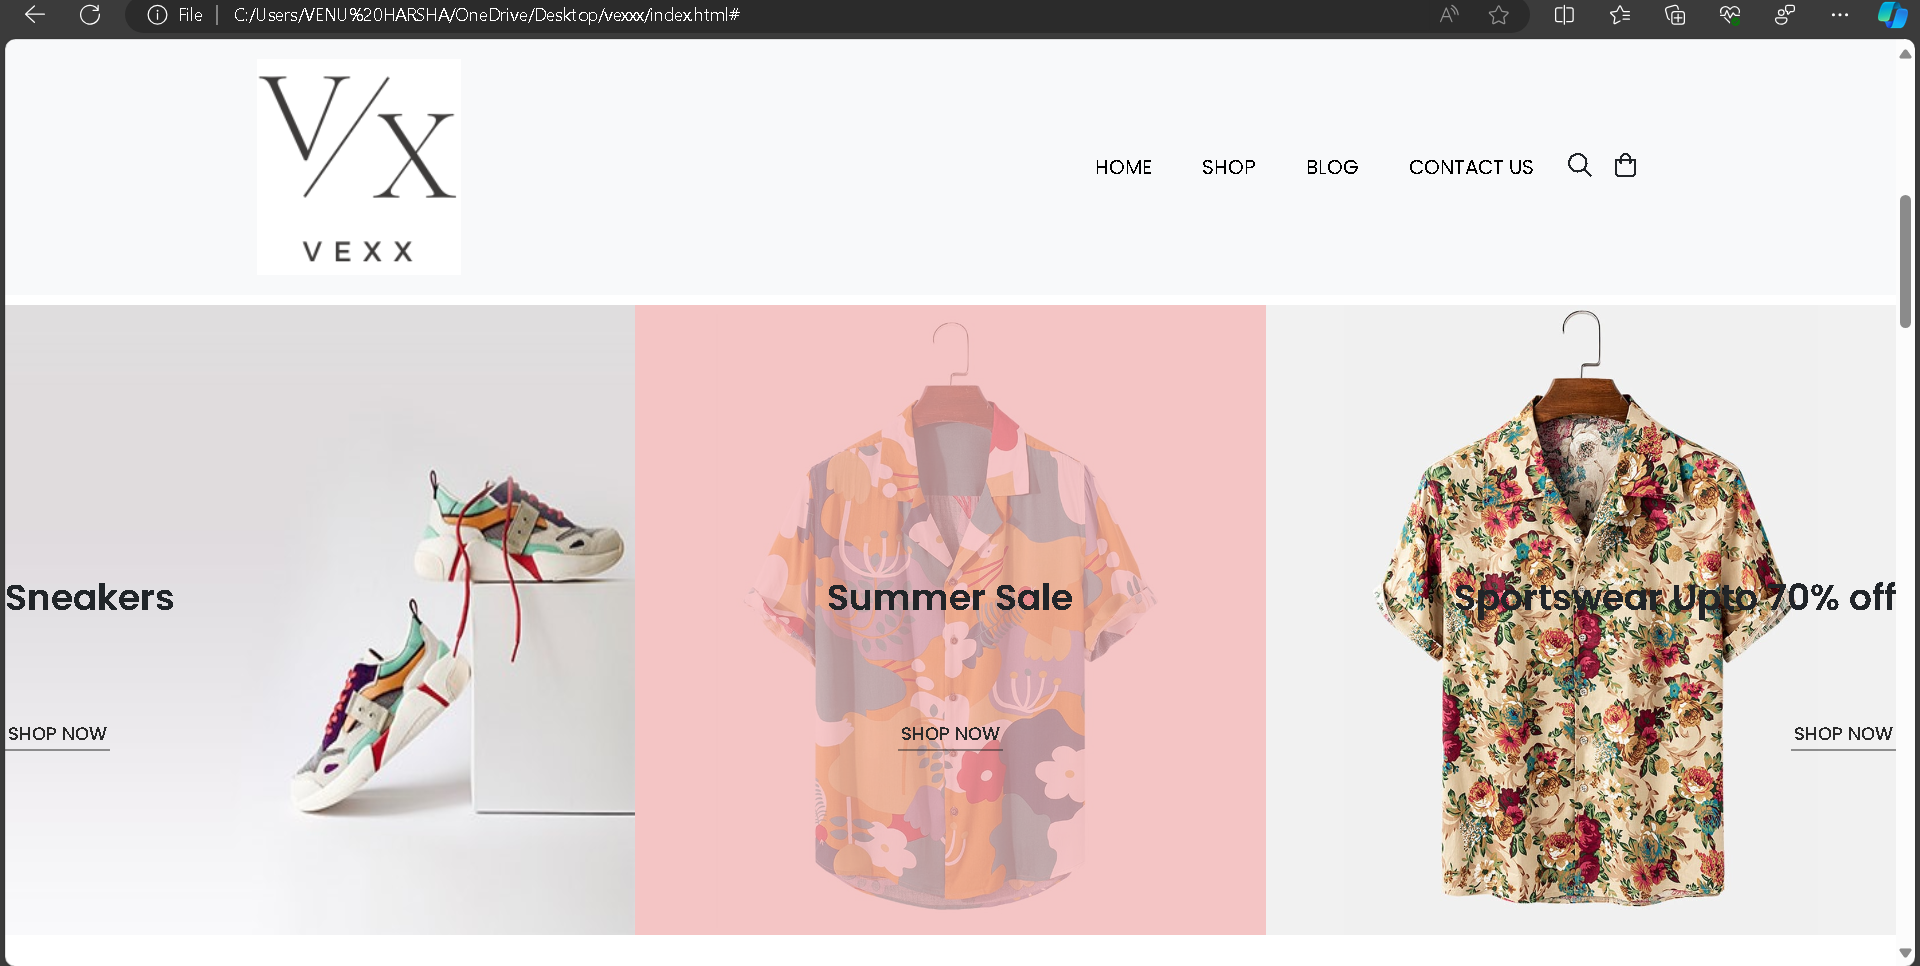 File
C:/Users/VENU%20HARSHA/OneDrive/Desktop/vexxx/index.html#
V/X
VEXX
HOME SHOP BLOG CONTACT US
Sneakers
SHOP NOW
Summer Sale
SHOP NOW
Sportswear Upto 70% off
SHOP NOW